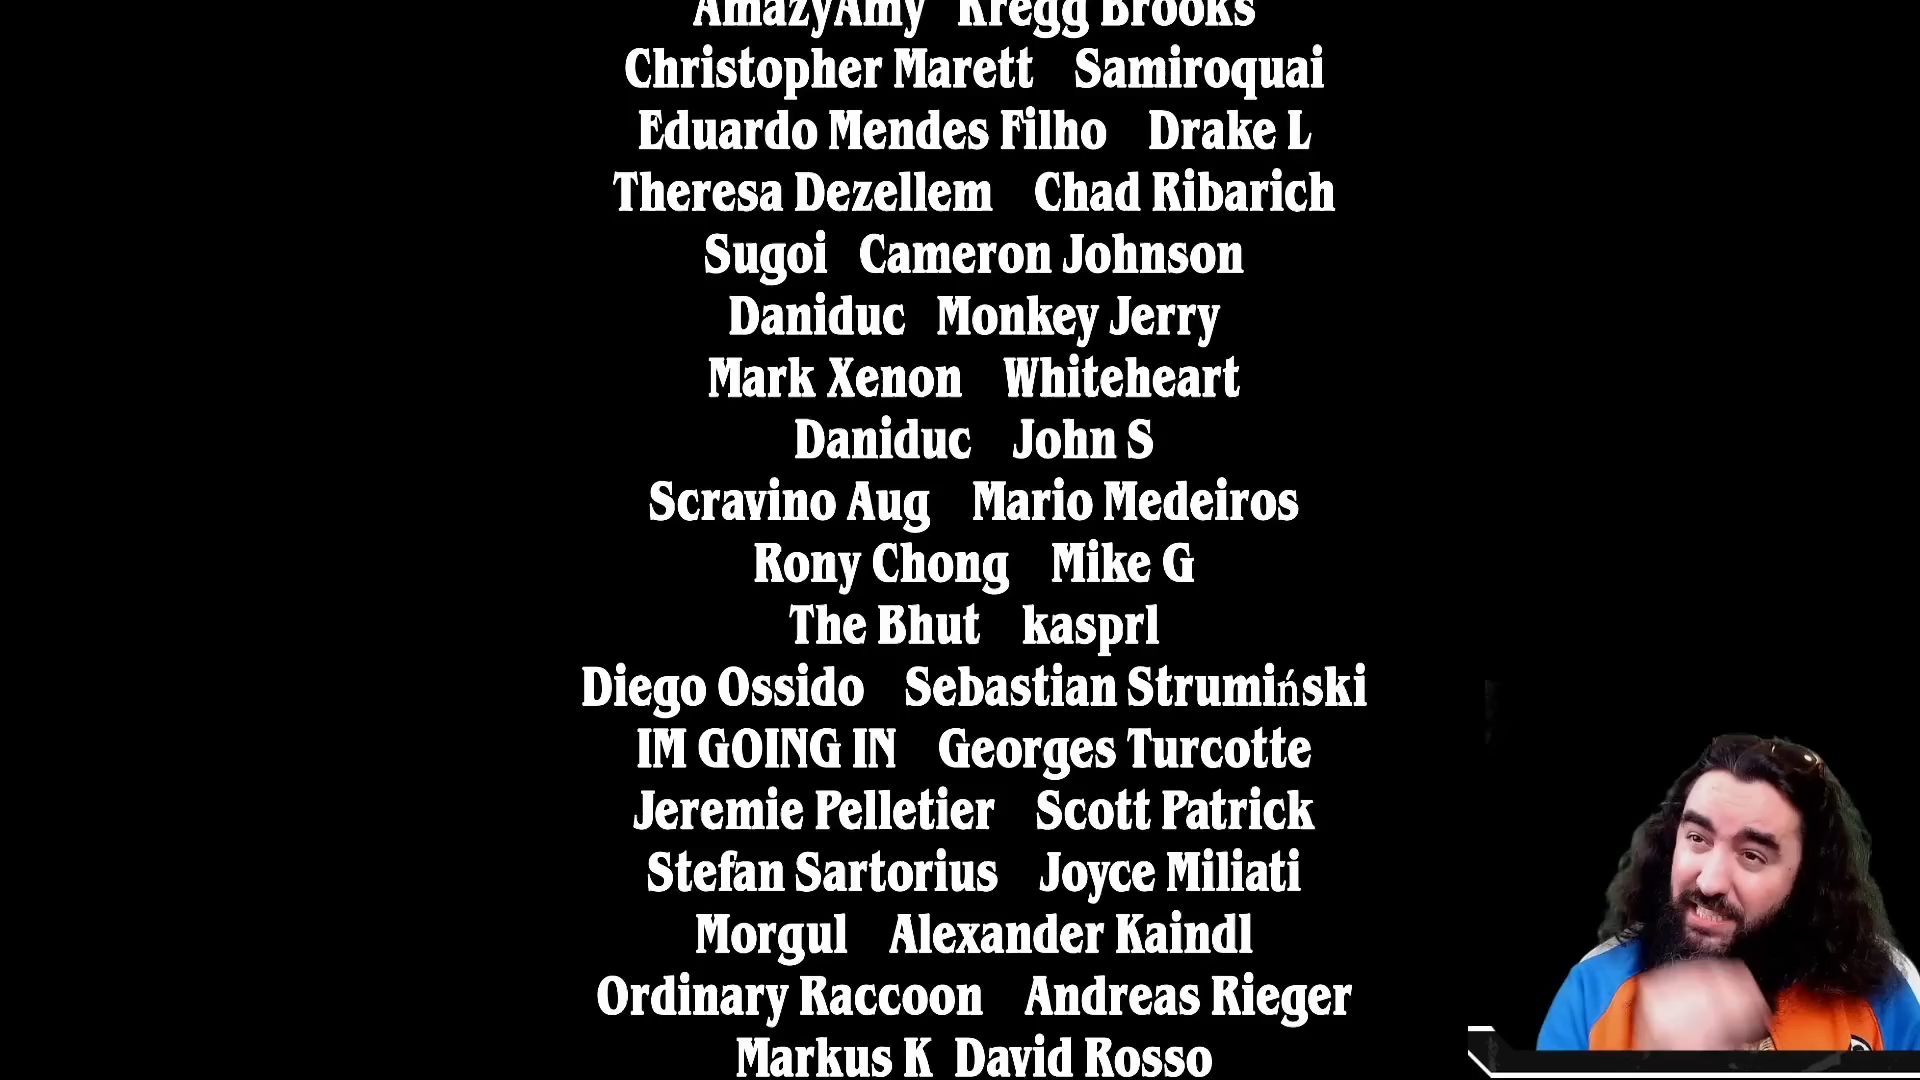 AmazyAmy Kregg Brooks
Christopher Marett Samiroquai
Eduardo Mendes Filho Drake L
Theresa Dezellem Chad Ribarich
Sugoi Cameron Johnson
Daniduc Monkey Jerry
Mark Xenon Whiteheart
Daniduc John S
Scravino Aug Mario Medeiros
Rony Chong Mike G
The Bhut kasprl
Diego Ossido Sebastian Strumiński
IM GOING IN Georges Turcotte
Jeremie Pelletier Scott Patrick
Stefan Sartorius Joyce Miliati
Morgul Alexander Kaindl
Ordinary Raccoon Andreas Rieger
Markus K David Rosso